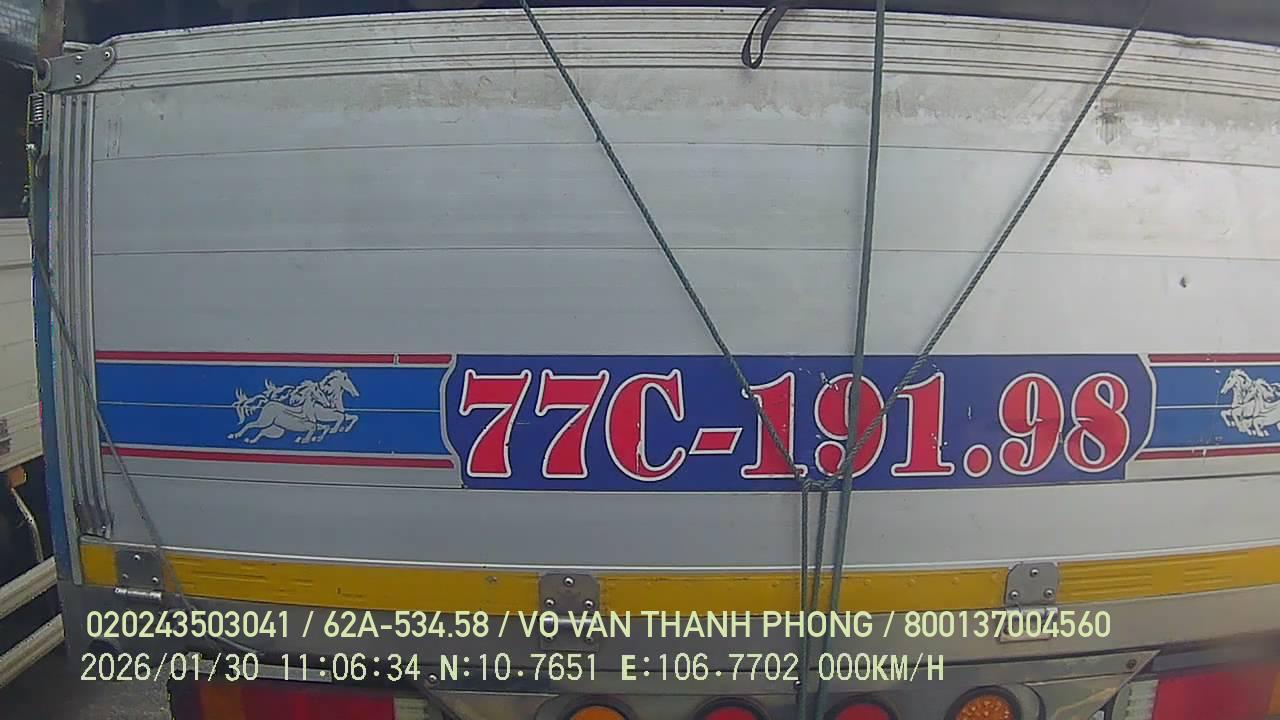 77C-191.98
020243503041 / 62A-534.58 / VO VAN THANH PHONG / 800137004560
2026/01/30 11:06:34 N:10.7651 E:106.7702 000KM/H